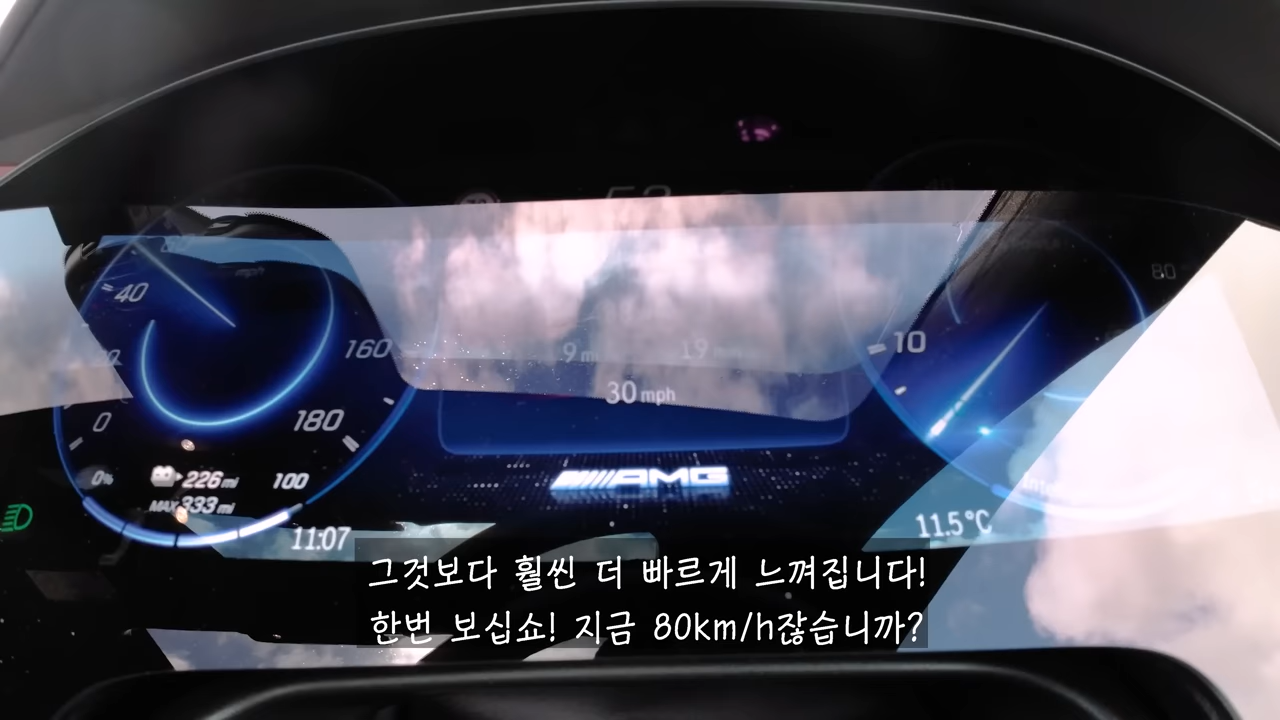 40
160
0
180
0%
226 mi
100
MAX 333 mi
11:07
9 mi
19
30 mph
AMG
10
80
11.5°C
그것보다 훨씬 더 빠르게 느껴집니다!
한번 보십쇼! 지금 80km/h잖습니까?